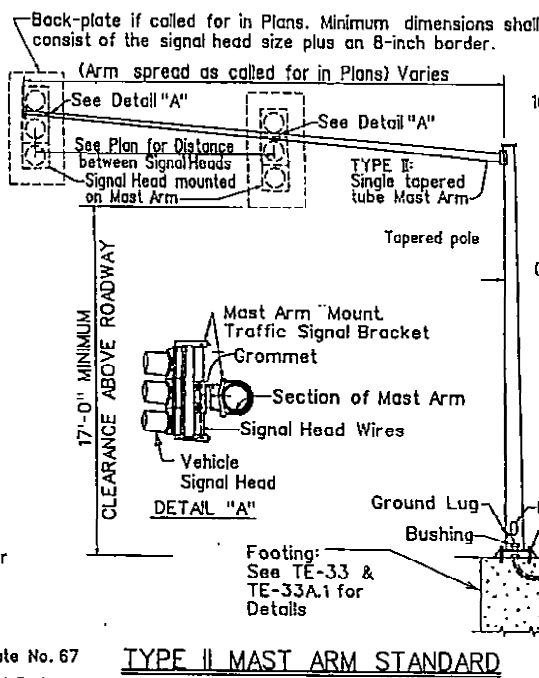 Back-plate if called for in Plans. Minimum dimensions shall
consist of the signal head size plus an 8-inch border.
(Arm spread as called for in Plans) Varies
See Detail "A"
See Detail "A"
See Plan for Distance
between Signal Heads
Signal Head mounted
on Mast Arm
TYPE II:
Single tapered
tube Mast Arm
Tapered pole
17'-0" MINIMUM
CLEARANCE ABOVE ROADWAY
Mast Arm Mount
Traffic Signal Bracket
Grommet
Section of Mast Arm
Signal Head Wires
Vehicle
Signal Head
DETAIL "A"
Ground Lug
Bushing
Footing:
See TE-33 &
TE-33A.1 for
Details
No. 67
TYPE II MAST ARM STANDARD